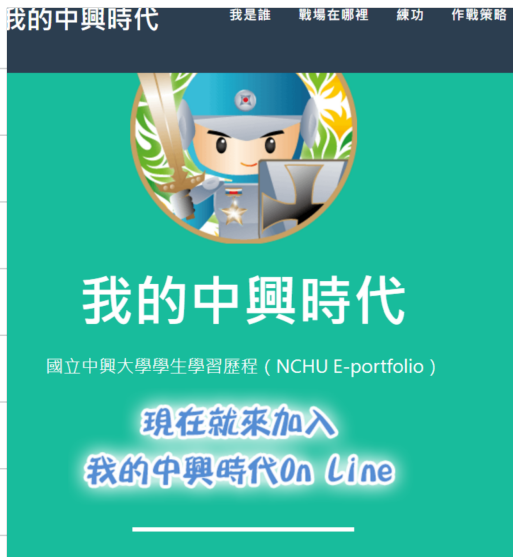 我的中興時代 我是誰 戰場在哪裡 練功 作戰策略
我的中興時代
國立中興大學學生學習歷程（NCHU E-portfolio）
現在就來加入
我的中興時代On Line